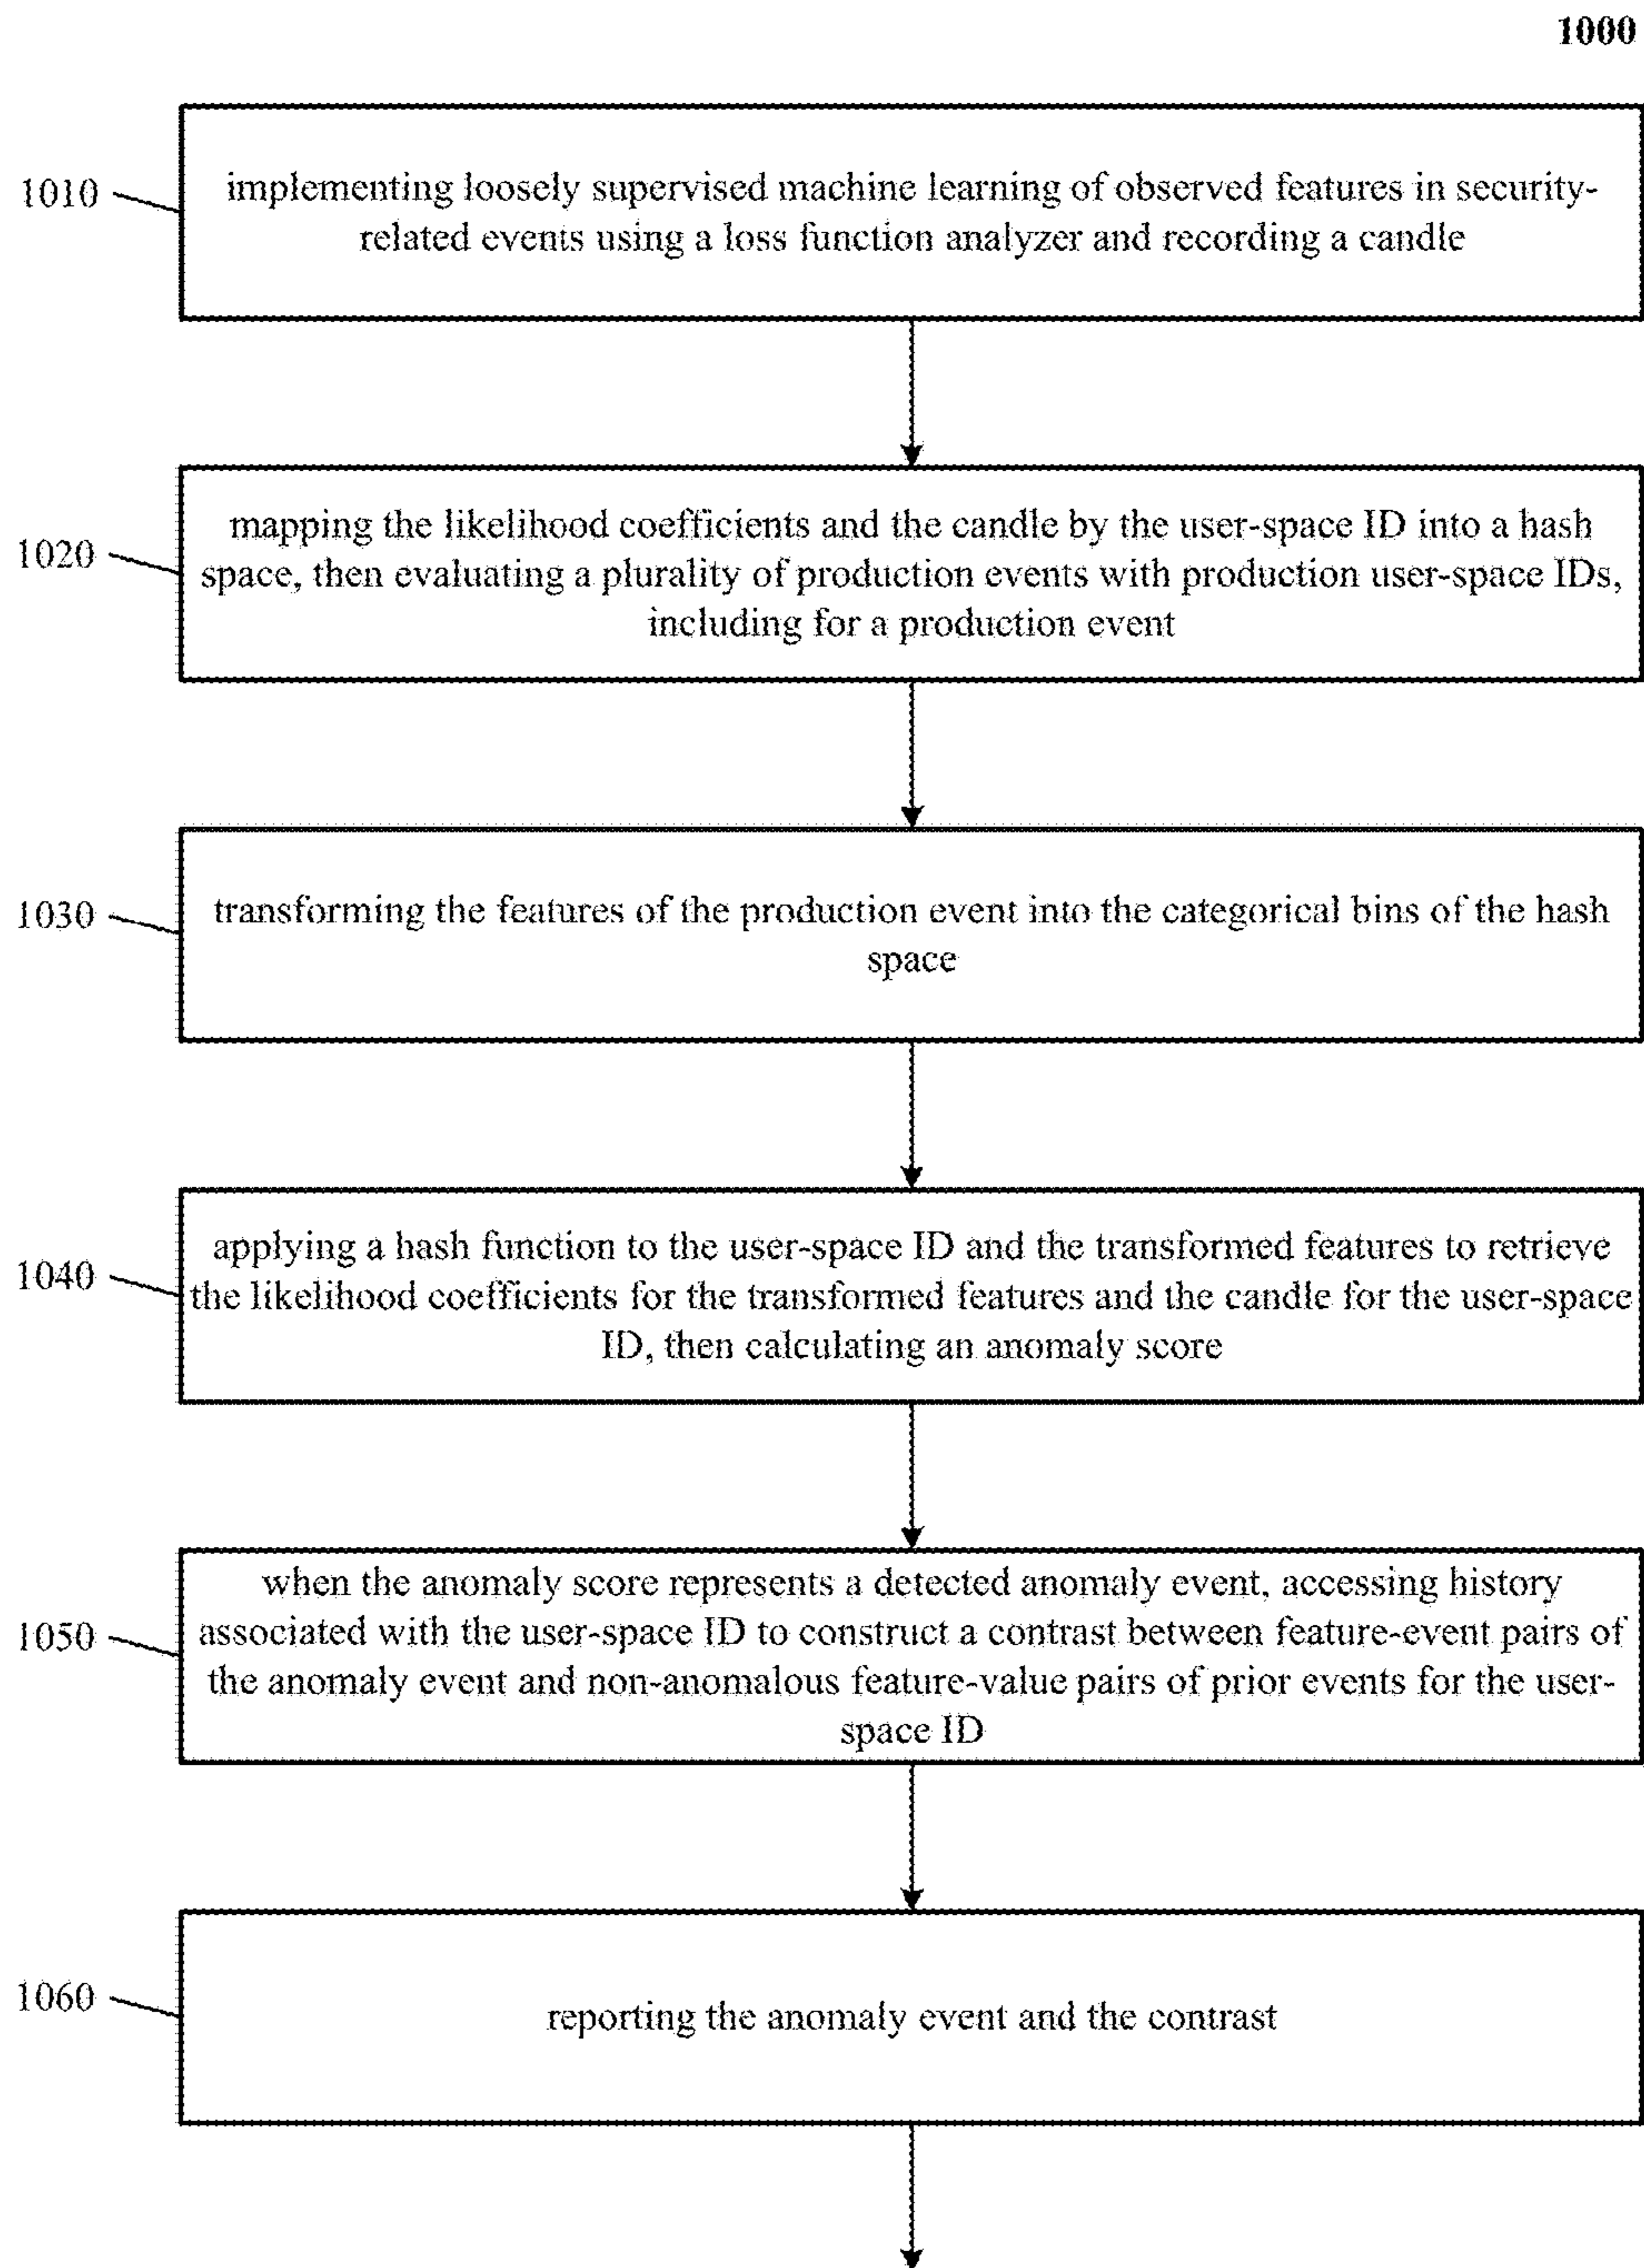 1000
1010
implementing loosely supervised machine learning of observed features in security-
related events using a loss function analyzer and recording a candle
1020
mapping the likelihood coefficients and the candle by the user-space ID into a hash
space, then evaluating a plurality of production events with production user-space IDs,
including for a production event
1030
transforming the features of the production event into the categorical bins of the hash
space
1040
applying a hash function to the user-space ID and the transformed features to retrieve
the likelihood coefficients for the transformed features and the candle for the user-space
ID, then calculating an anomaly score
1050
when the anomaly score represents a detected anomaly event, accessing history
associated with the user-space ID to construct a contrast between feature-event pairs of
the anomaly event and non-anomalous feature-value pairs of prior events for the user-
space ID
1060
reporting the anomaly event and the contrast